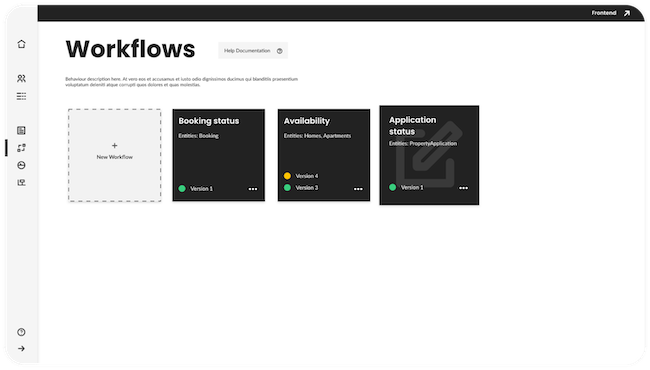 Frontend
Workflows
Help Documentation
Behaviour description here. At vero eos et accusamus et iusto odio dignissimos ducimus qui blanditiis praesentium
voluptatum deleniti atque corrupti quos dolores et quas molestias.
+
New Workflow
Booking status
Entities: Booking
Version 1
Availability
Entities: Homes, Apartments
Version 4
Version 3
Application
status
Entities: PropertyApplication
Version 1